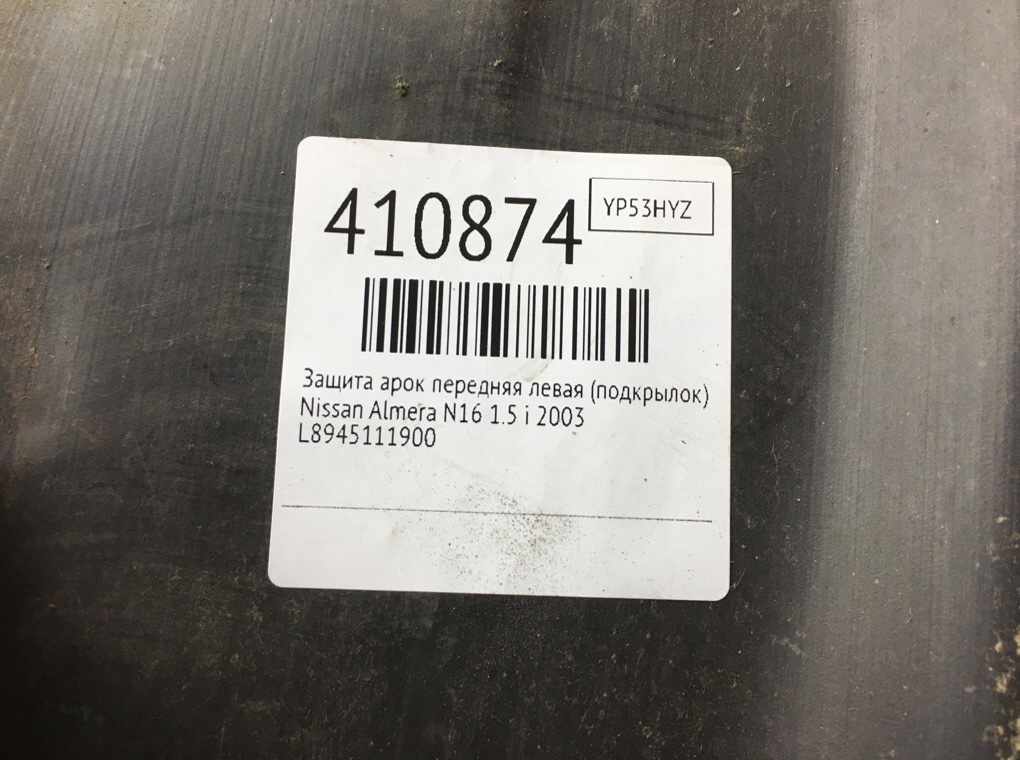 410874
YP53HYZ
Защита арок передняя левая (подкрылок)
Nissan Almera N16 1.5 i 2003
L8945111900